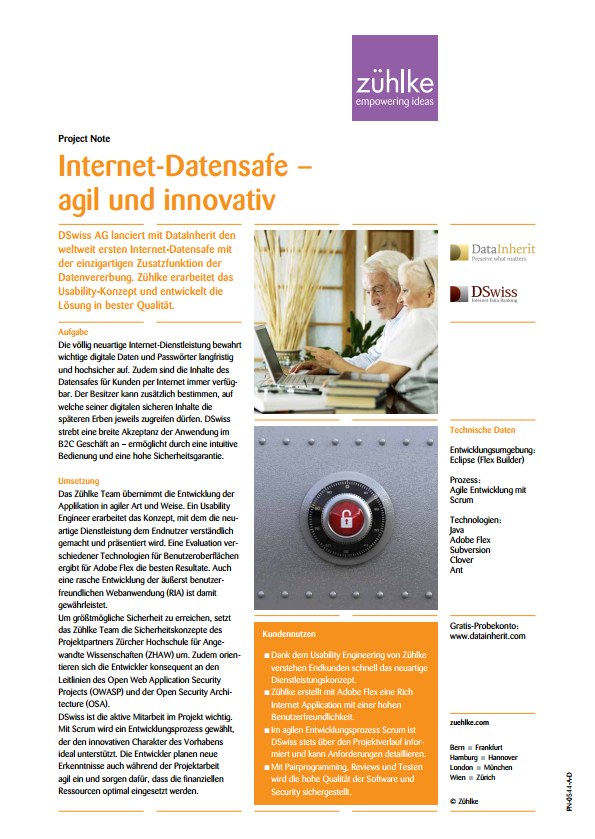 zühlke
empowering ideas
Project Note
Internet-Datensafe –
agil und innovativ
DSwiss AG lanciert mit DataInherit den
weltweit ersten Internet-Datensafe mit
der einzigartigen Zusatzfunktion der
Datenvererbung. Zühlke erarbeitet das
Usability-Konzept und entwickelt die
Lösung in bester Qualität.
Aufgabe
Die völlig neuartige Internet-Dienstleistung bewahrt
wichtige digitale Daten und Passwörter langfristig
und hochsicher auf. Zudem sind die Inhalte des
Datensafes für Kunden per Internet immer verfüg-
bar. Der Besitzer kann zusätzlich bestimmen, auf
welche seiner digitalen sicheren Inhalte die
späteren Erben jeweils zugreifen dürfen. DSwiss
strebt eine breite Akzeptanz der Anwendung im
B2C Geschäft an – ermöglicht durch eine intuitive
Bedienung und eine hohe Sicherheitsgarantie.
Umsetzung
Das Zühlke Team übernimmt die Entwicklung der
Applikation in agiler Art und Weise. Ein Usability
Engineer erarbeitet das Konzept, mit dem die neu-
artige Dienstleistung dem Endnutzer verständlich
gemacht und präsentiert wird. Eine Evaluation ver-
schiedener Technologien für Benutzeroberflächen
ergibt für Adobe Flex die besten Resultate. Auch
eine rasche Entwicklung der äußerst benutzer-
freundlichen Webanwendung (RIA) ist damit
gewährleistet.
Um größtmögliche Sicherheit zu erreichen, setzt
das Zühlke Team die Sicherheitskonzepte des
Projektpartners Zürcher Hochschule für Ange-
wandte Wissenschaften (ZHAW) um. Zudem orien-
tieren sich die Entwickler konsequent an den
Leitlinien des Open Web Application Security
Projects (OWASP) und der Open Security Archi-
tecture (OSA).
DSwiss ist die aktive Mitarbeit im Projekt wichtig.
Mit Scrum wird ein Entwicklungsprozess gewählt,
der den innovativen Charakter des Vorhabens
ideal unterstützt. Die Entwickler planen neue
Erkenntnisse auch während der Projektarbeit
agil ein und sorgen dafür, dass die finanziellen
Ressourcen optimal eingesetzt werden.
Kundennutzen
■ Dank dem Usability Engineering von Zühlke
verstehen Endkunden schnell das neuartige
Dienstleistungskonzept.
■ Zühlke erstellt mit Adobe Flex eine Rich
Internet Application mit einer hohen
Benutzerfreundlichkeit.
■ Im agilen Entwicklungsprozess Scrum ist
DSwiss stets über den Projektverlauf infor-
miert und kann Anforderungen detaillieren.
■ Mit Pairprogramming, Reviews und Testen
wird die hohe Qualität der Software und
Security sichergestellt.
DataInherit
Preserve what matters.
DSwiss
Internet Data Banking
Technische Daten
Entwicklungsumgebung:
Eclipse (Flex Builder)
Prozess:
Agile Entwicklung mit
Scrum
Technologien:
Java
Adobe Flex
Subversion
Clover
Ant
Gratis-Probekonto:
www.datainherit.com
zuehlke.com
Bern ■ Frankfurt
Hamburg ■ Hannover
London ■ München
Wien ■ Zürich
© Zühlke
PN-0544-A-D